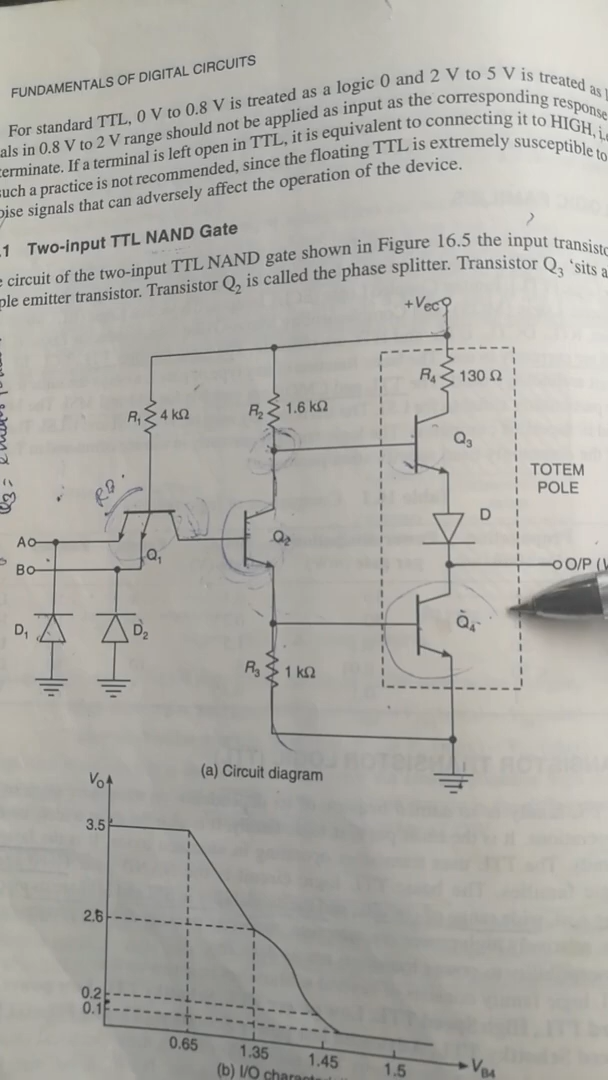 FUNDAMENTALS OF DIGITAL CIRCUITS
For standard TTL, 0 V to 0.8 V is treated as a logic 0 and 2 V to 5 V is treated as
als in 0.8 V to 2 V range should not be applied as input as the corresponding response
erminate. If a terminal is left open in TTL, it is equivalent to connecting it to HIGH, i.e
such a practice is not recommended, since the floating TTL is extremely susceptible to
oise signals that can adversely affect the operation of the device.
.1 Two-input TTL NAND Gate
circuit of the two-input TTL NAND gate shown in Figure 16.5 the input transisto
ple emitter transistor. Transistor Q₂ is called the phase splitter. Transistor Q₃ 'sits a
+Vcc
R₄ 130 Ω
R₁ 4 kΩ
R₂ 1.6 kΩ
Q₃
TOTEM
POLE
D
A
Q₂
B
Q₁
O/P (
D₁
D₂
Q₄
R₃ 1 kΩ
(a) Circuit diagram
V₀
3.5
2.6
0.2
0.1
0.65
1.35
1.45
1.5
VB4
(b) I/O